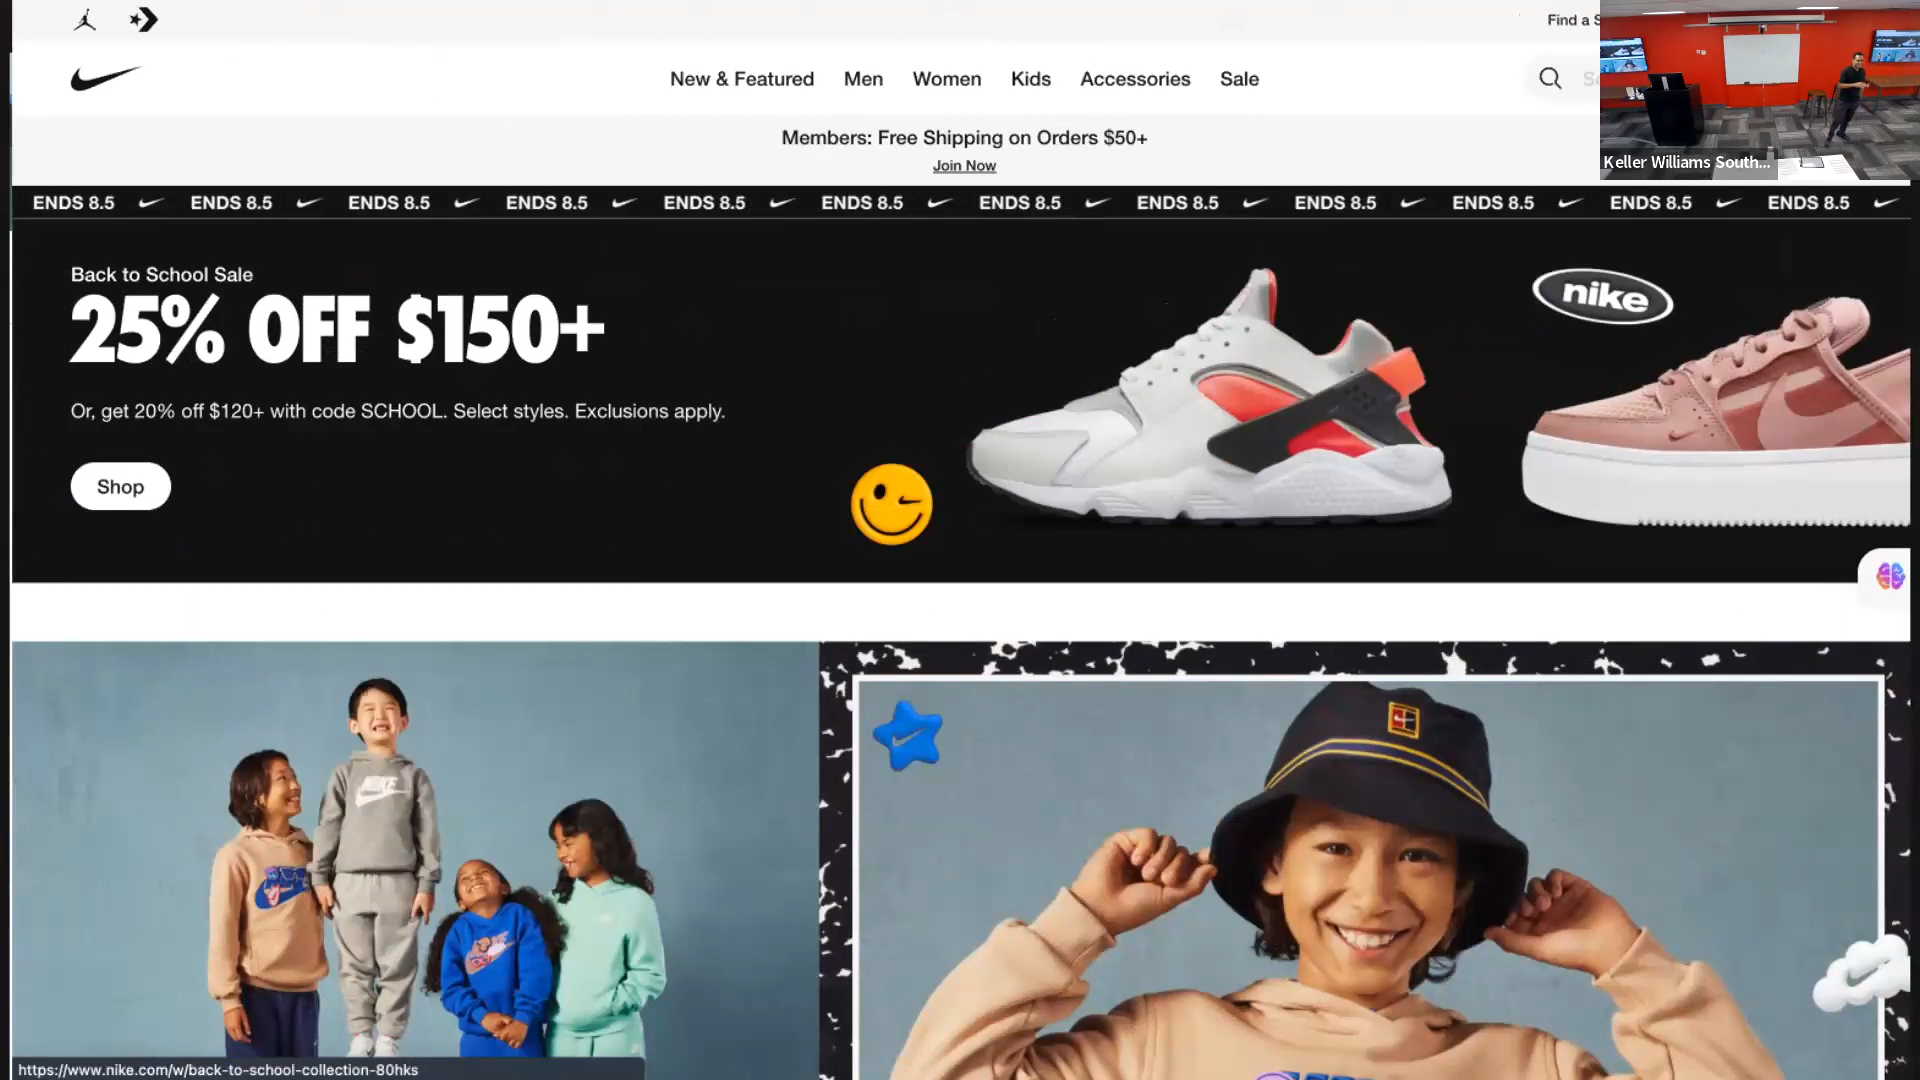 Find a S
New & Featured Men Women Kids Accessories Sale
Keller Williams South...
Members: Free Shipping on Orders $50+
Join Now
ENDS 8.5 ENDS 8.5 ENDS 8.5 ENDS 8.5 ENDS 8.5 ENDS 8.5 ENDS 8.5 ENDS 8.5 ENDS 8.5 ENDS 8.5 ENDS 8.5 ENDS 8.5
Back to School Sale
25% OFF $150+
nike
Or, get 20% off $120+ with code SCHOOL. Select styles. Exclusions apply.
Shop
NIKE
https://www.nike.com/w/back-to-school-collection-80hks